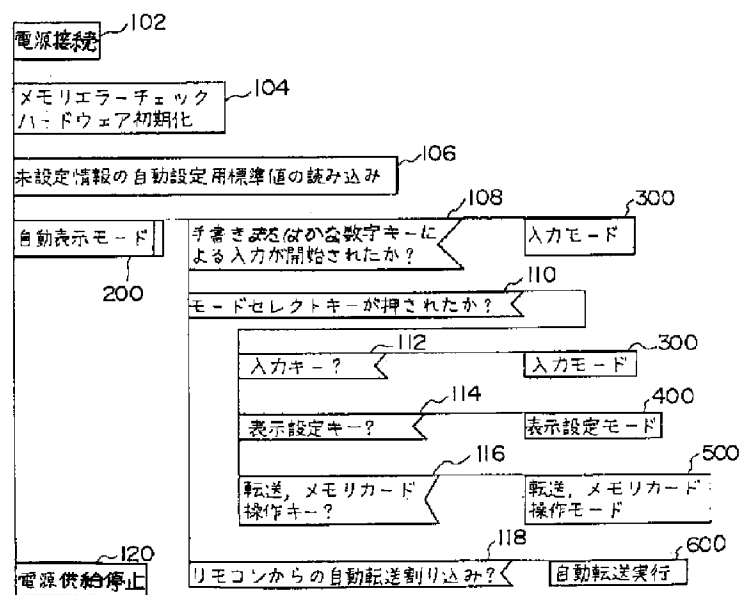 電源接続
102
メモリエラーチェック
ハードウェア初期化
104
未設定情報の自動設定用標準値の読み込み
106
自動表示モード
200
手書きまたはかな数字キーに
よる入力が開始されたか?
108
入力モード
300
モードセレクトキーが押されたか?
110
入力キー?
112
入力モード
300
表示設定キー?
114
表示設定モード
400
転送,メモリカード
操作キー?
116
転送,メモリカード
操作モード
500
電源供給停止
120
リモコンからの自動転送割り込み?
118
自動転送実行
600